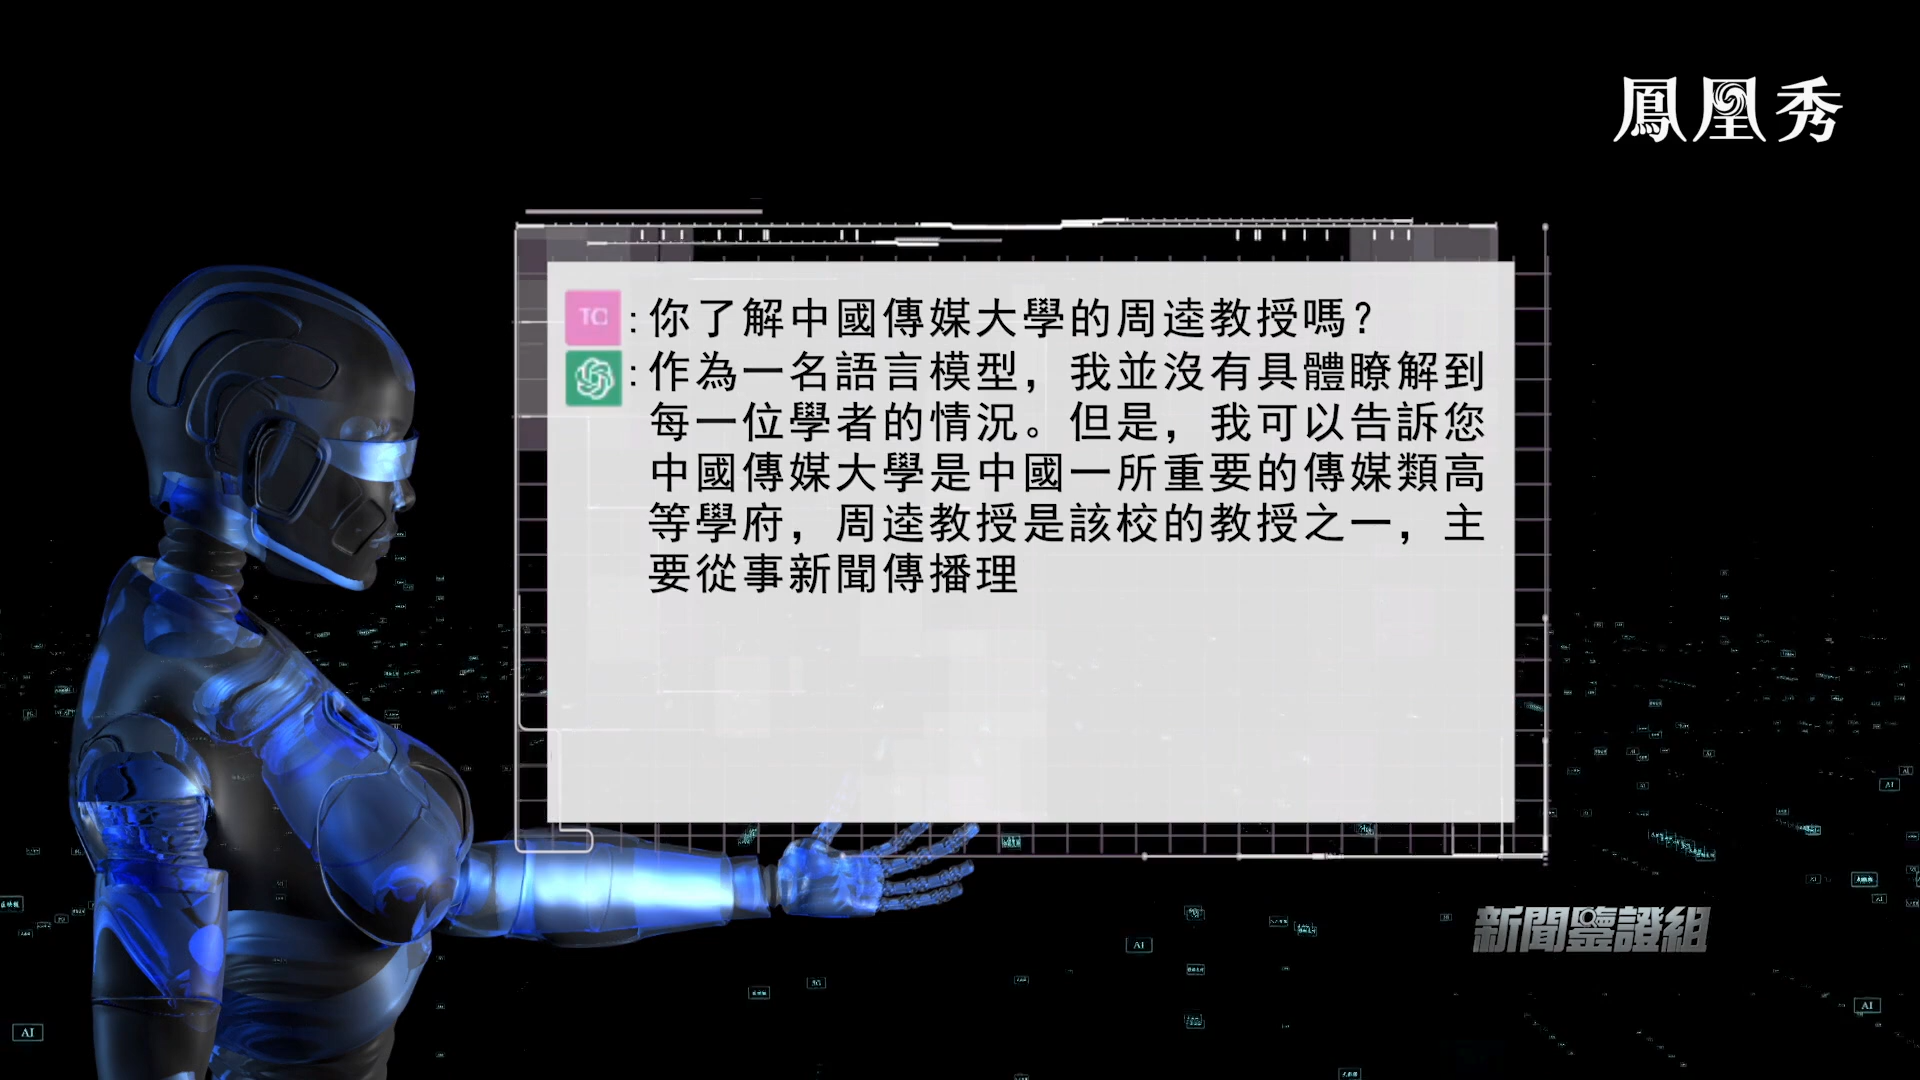 鳳凰秀
TC:你了解中國傳媒大學的周逵教授嗎？
:作為一名語言模型，我並沒有具體瞭解到
每一位學者的情況。但是，我可以告訴您
中國傳媒大學是中國一所重要的傳媒類高
等學府，周逵教授是該校的教授之一，主
要從事新聞傳播理
新聞鑒證組
AI
AI
AI
AI